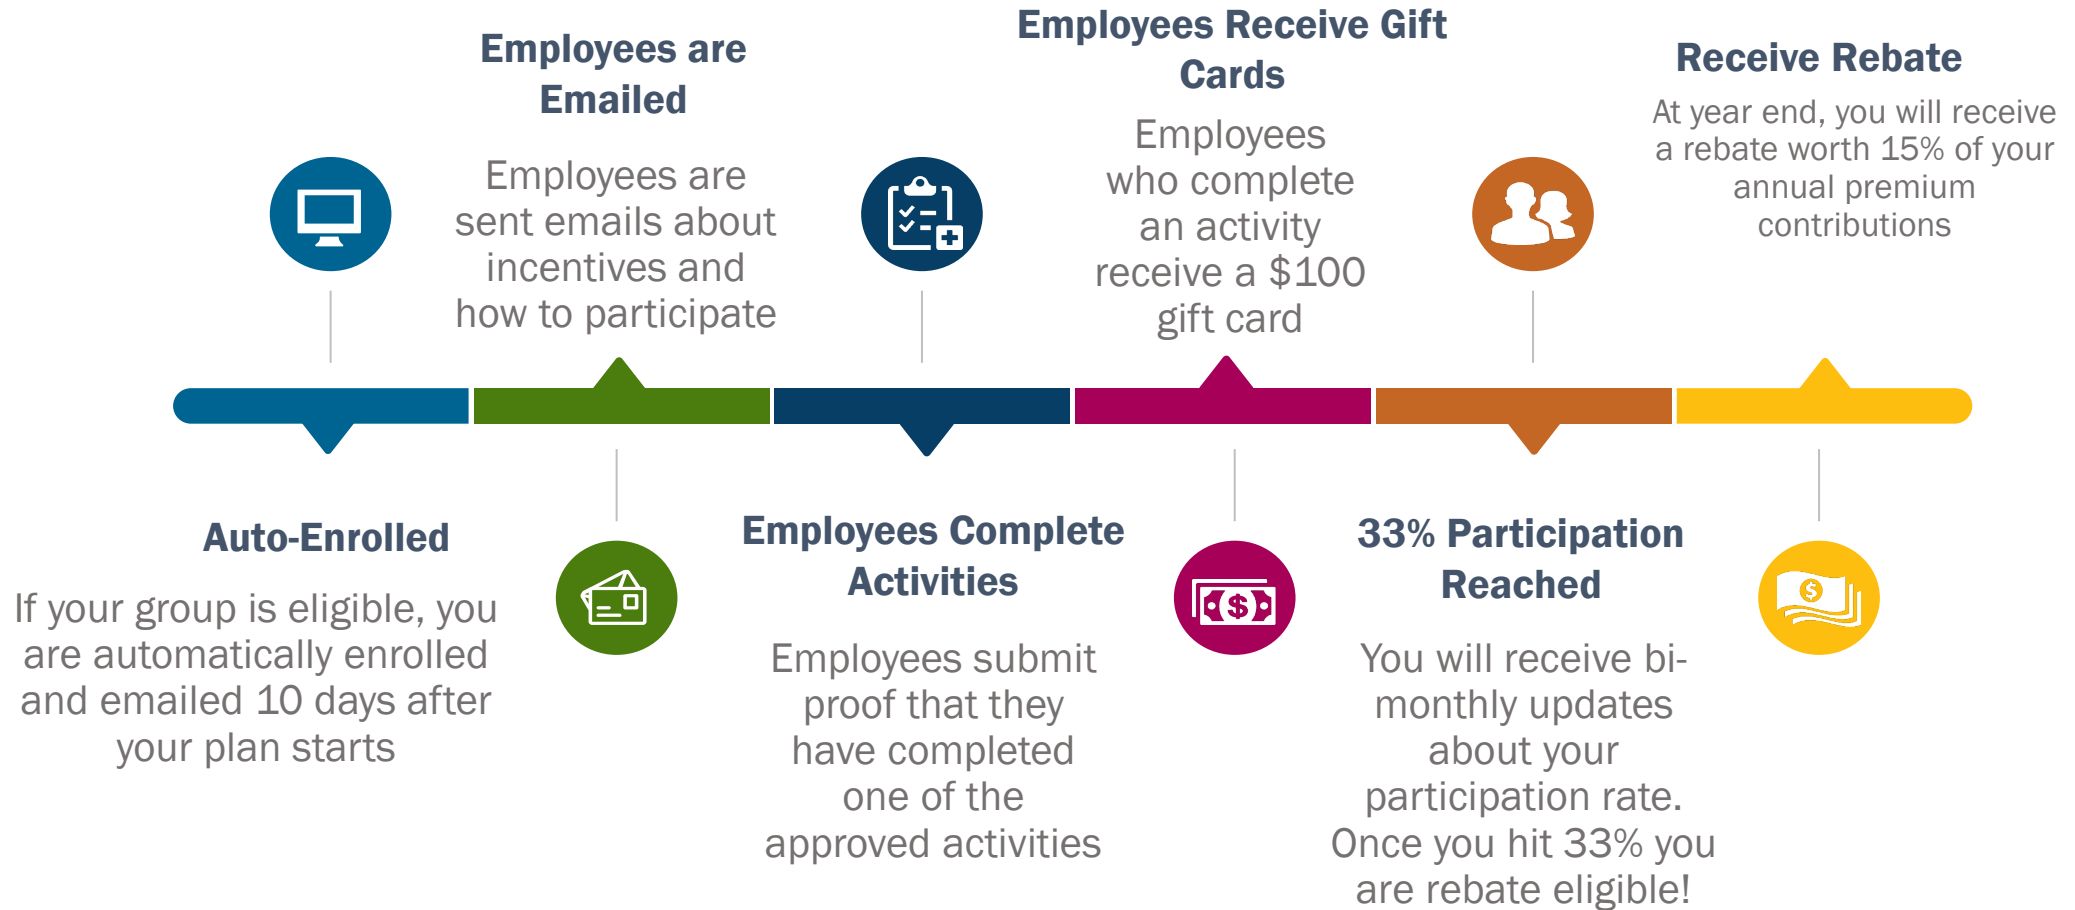 Auto-Enrolled
If your group is eligible, you
are automatically enrolled
and emailed 10 days after
your plan starts
Employees are
Emailed
Employees are
sent emails about
incentives and
how to participate
Employees Complete
Activities
Employees submit
proof that they
have completed
one of the
approved activities
Employees Receive Gift
Cards
Employees
who complete
an activity
receive a $100
gift card
33% Participation
Reached
You will receive bi-
monthly updates
about your
participation rate.
Once you hit 33% you
are rebate eligible!
Receive Rebate
At year end, you will receive
a rebate worth 15% of your
annual premium
contributions